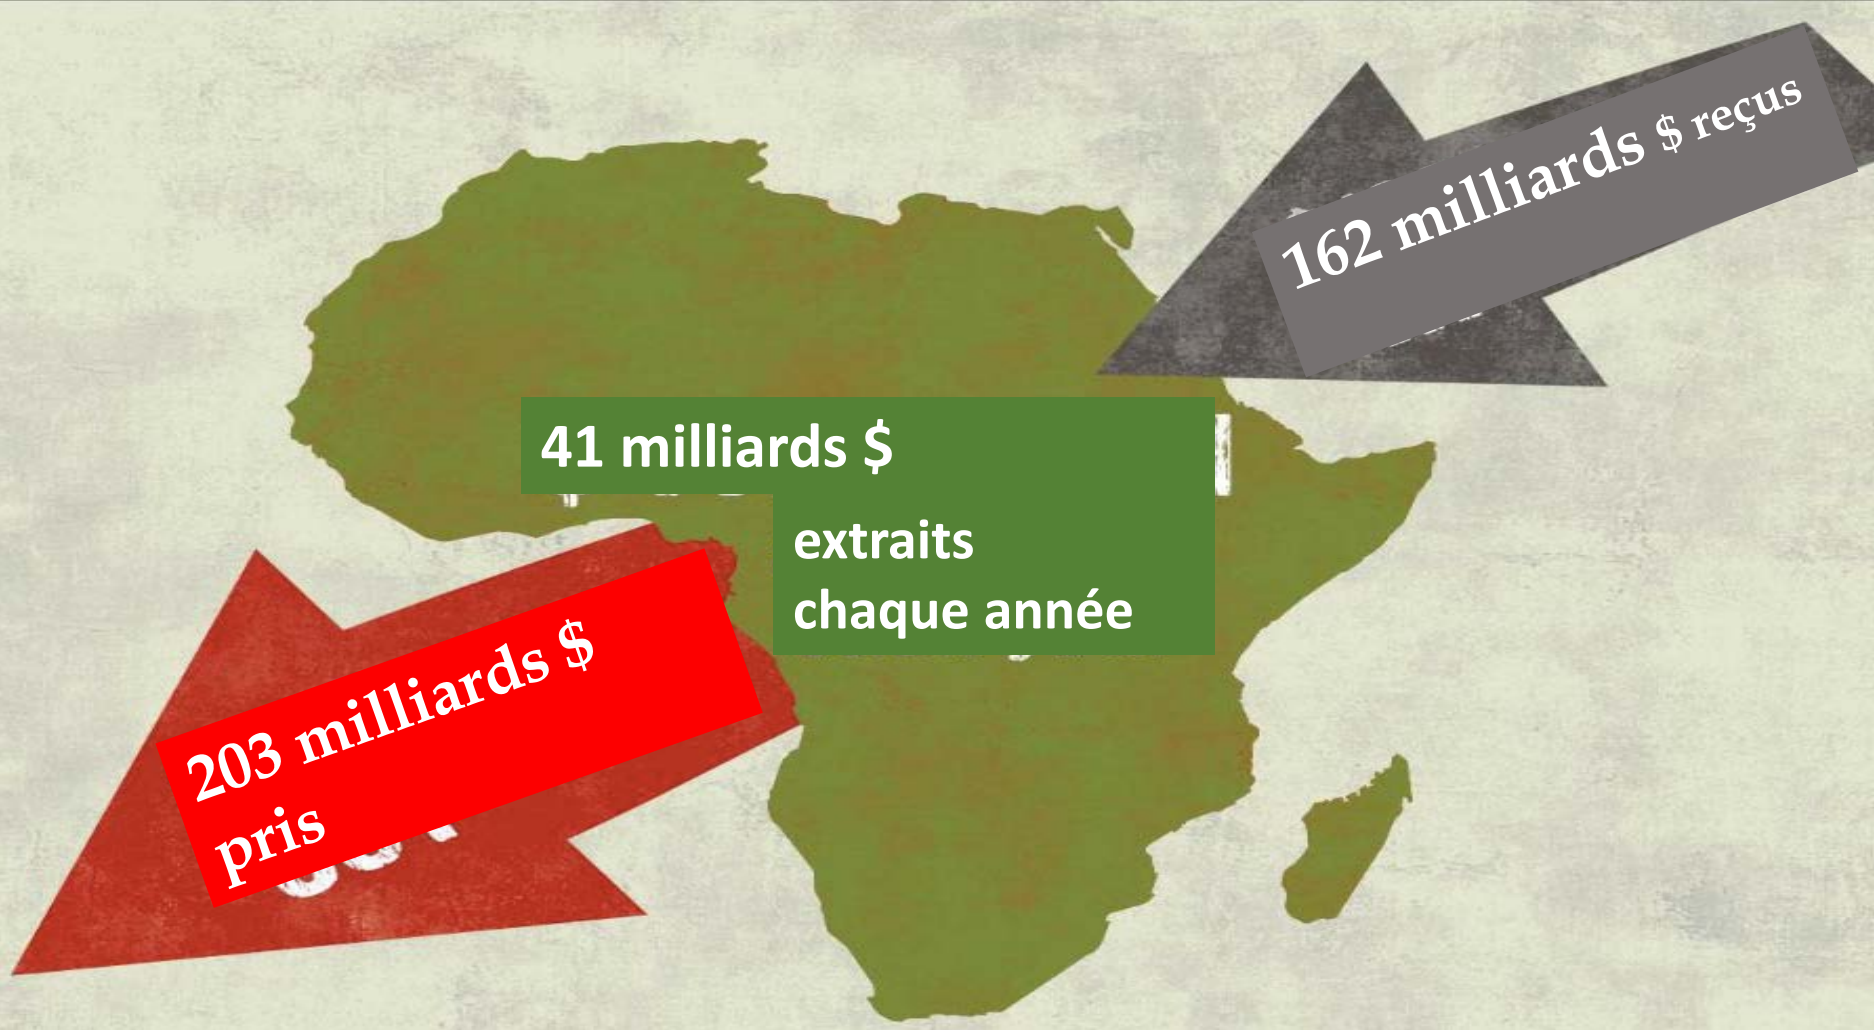 162 milliards $ reçus
41 milliards $
extraits
chaque année
203 milliards $
pris